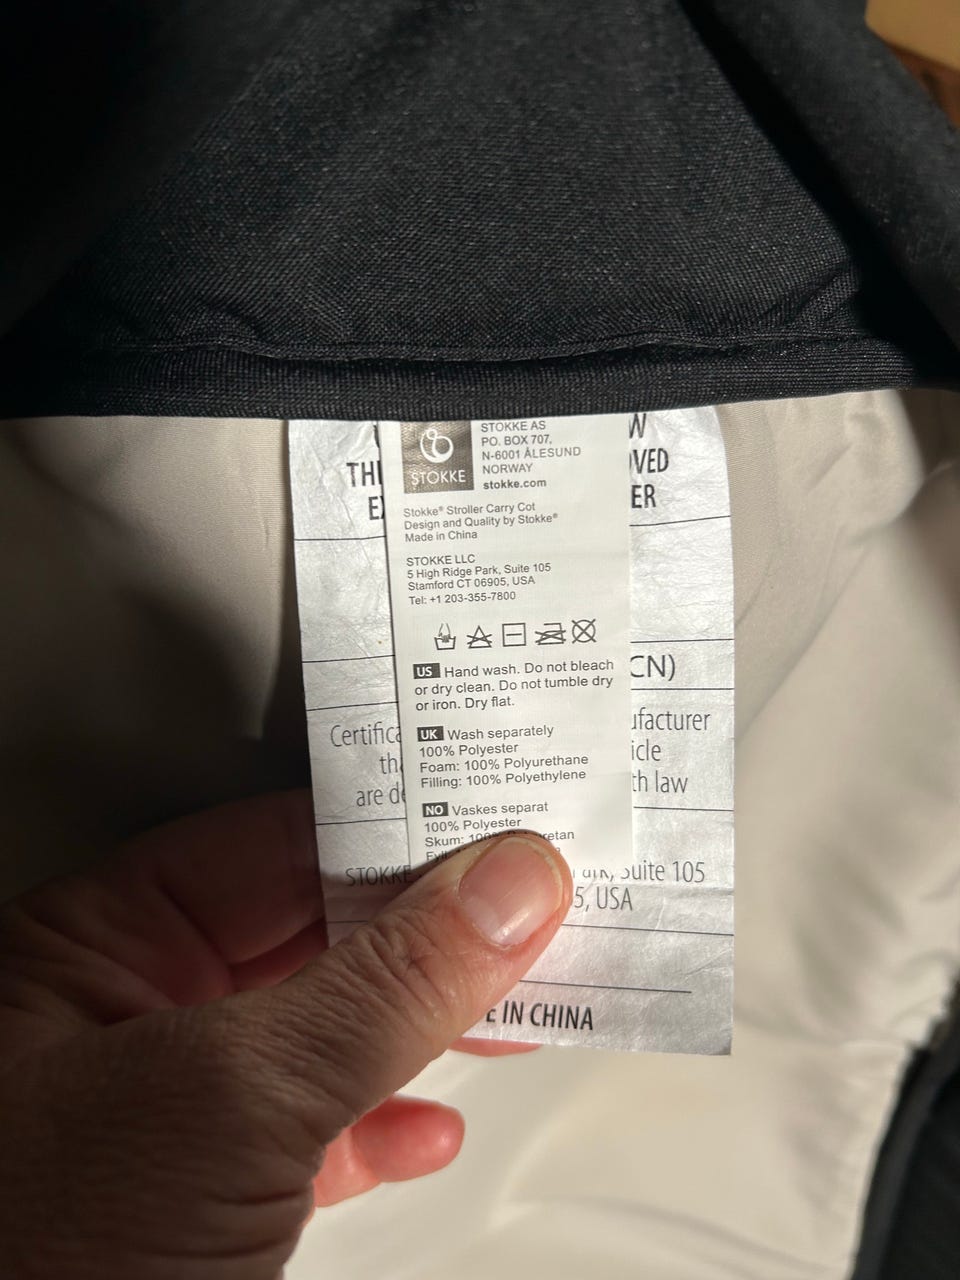 STOKKE
STOKKE AS
PO. BOX 707,
N-6001 ÅLESUND
NORWAY
stokke.com
Stokke® Stroller Carry Cot
Design and Quality by Stokke®
Made in China
STOKKE LLC
5 High Ridge Park, Suite 105
Stamford CT 06905, USA
Tel: +1 203-355-7800
US Hand wash. Do not bleach
or dry clean. Do not tumble dry
or iron. Dry flat.
UK Wash separately
100% Polyester
Foam: 100% Polyurethane
Filling: 100% Polyethylene
NO Vaskes separat
100% Polyester
Skum:
CN)
are
law
STOKKE
Suite 105
5, USA
IN CHINA